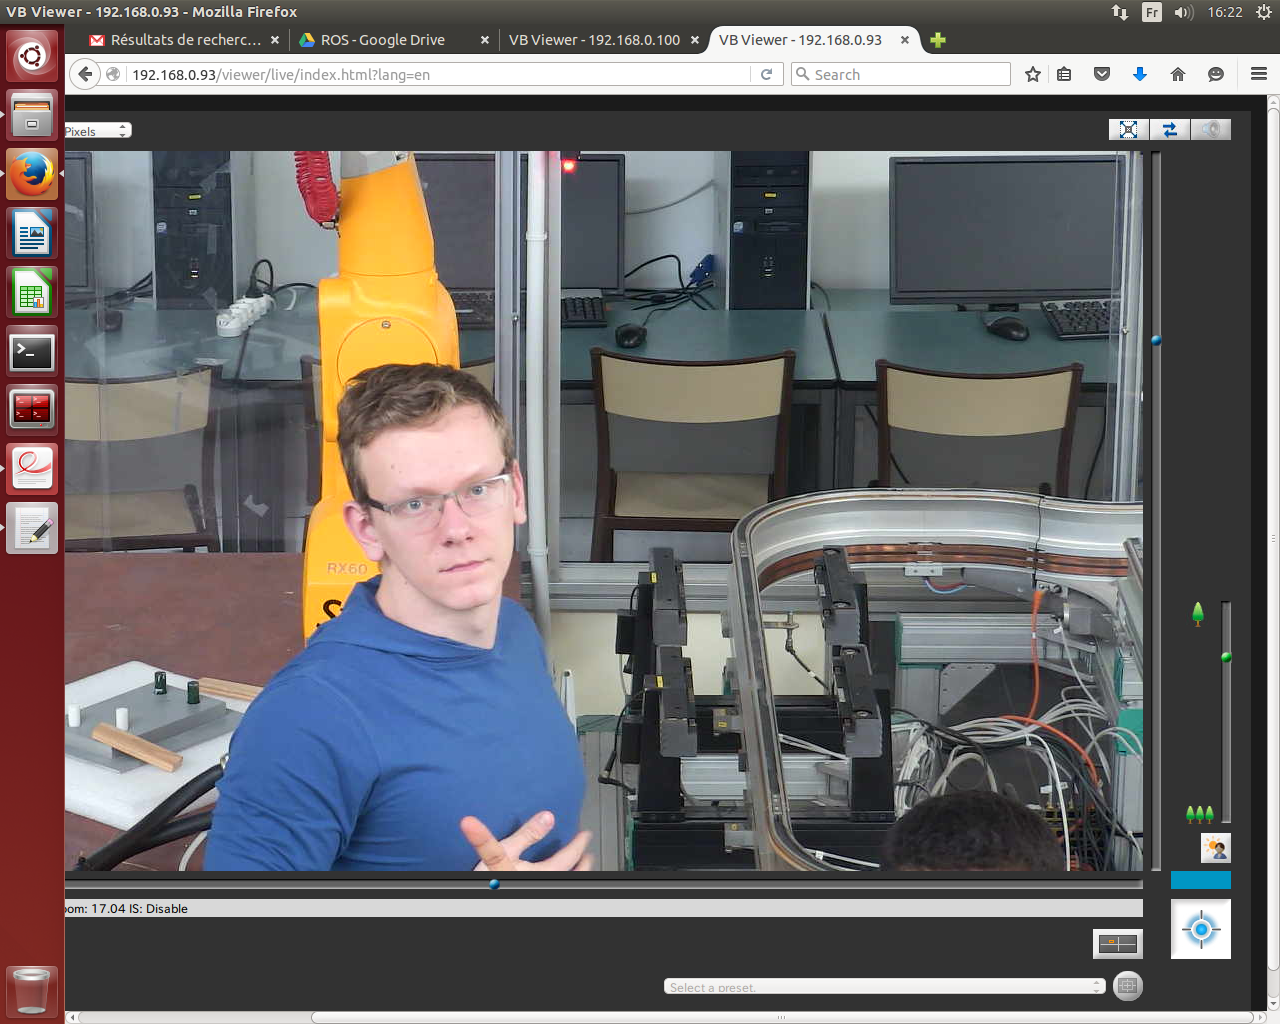 VB Viewer - 192.168.0.93 - Mozilla Firefox
Fr
16:22
Résultats de recherc...
ROS - Google Drive
VB Viewer - 192.168.0.100
VB Viewer - 192.168.0.93
192.168.0.93/viewer/live/index.html?lang=en
Search
Pixels
RX60
oom: 17.04 IS: Disable
Select a preset.